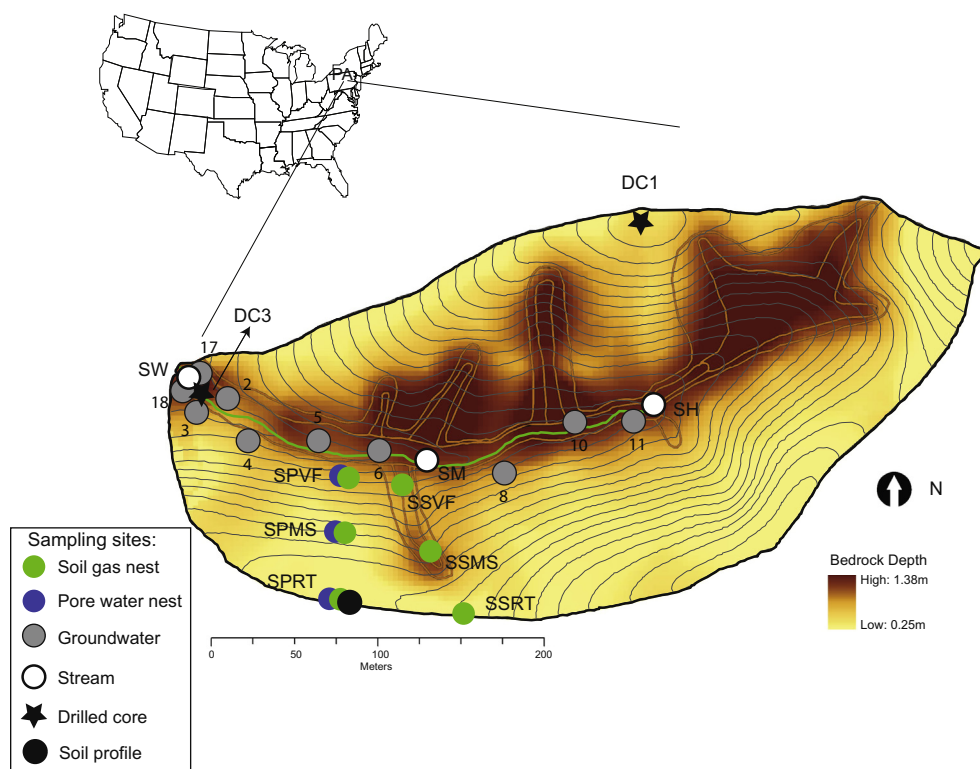 PA
DC1
DC3
17
SW
2
18
3
4
5
6
SM
SH
10
11
8
SPVF
SSVF
SPMS
SSMS
SPRT
SSRT
N
Sampling sites:
Soil gas nest
Pore water nest
Groundwater
Stream
Drilled core
Soil profile
Bedrock Depth
High: 1.38m
Low: 0.25m
0 50 100 200
Meters